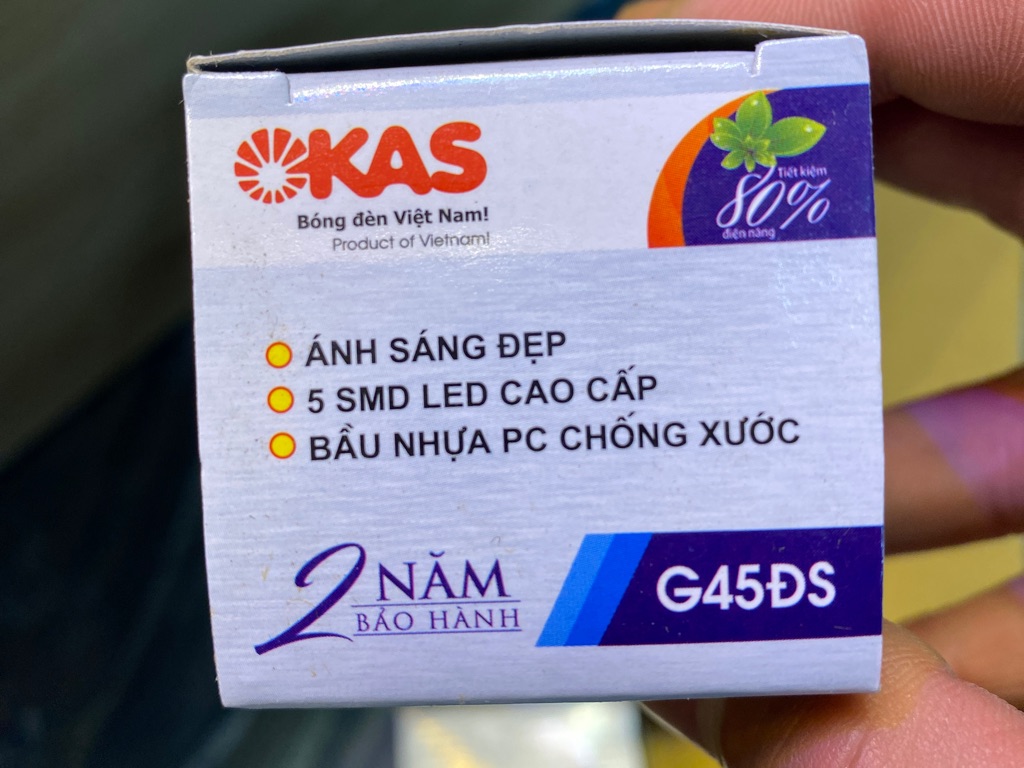 KAS
Bóng đèn Việt Nam!
Product of Vietnam!
Tiết kiệm
80%
điện năng
ÁNH SÁNG ĐẸP
5 SMD LED CAO CẤP
BẦU NHỰA PC CHỐNG XƯỚC
2 NĂM
BẢO HÀNH
G45ĐS